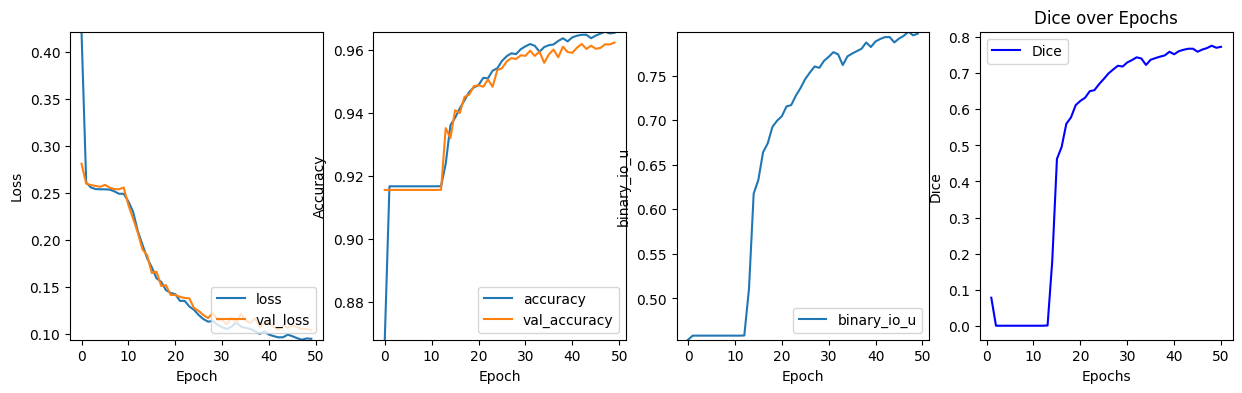 Loss
0.40
0.35
0.30
0.25
0.20
0.15
0.10
loss
val_loss
0 10 20 30 40 50
Epoch
Accuracy
0.96
0.94
0.92
0.90
0.88
accuracy
val_accuracy
0 10 20 30 40 50
Epoch
binary_io_u
0.75
0.70
0.65
0.60
0.55
0.50
binary_io_u
0 10 20 30 40 50
Epoch
Dice over Epochs
Dice
0.8
0.7
0.6
0.5
0.4
0.3
0.2
0.1
0.0
Dice
0 10 20 30 40 50
Epochs